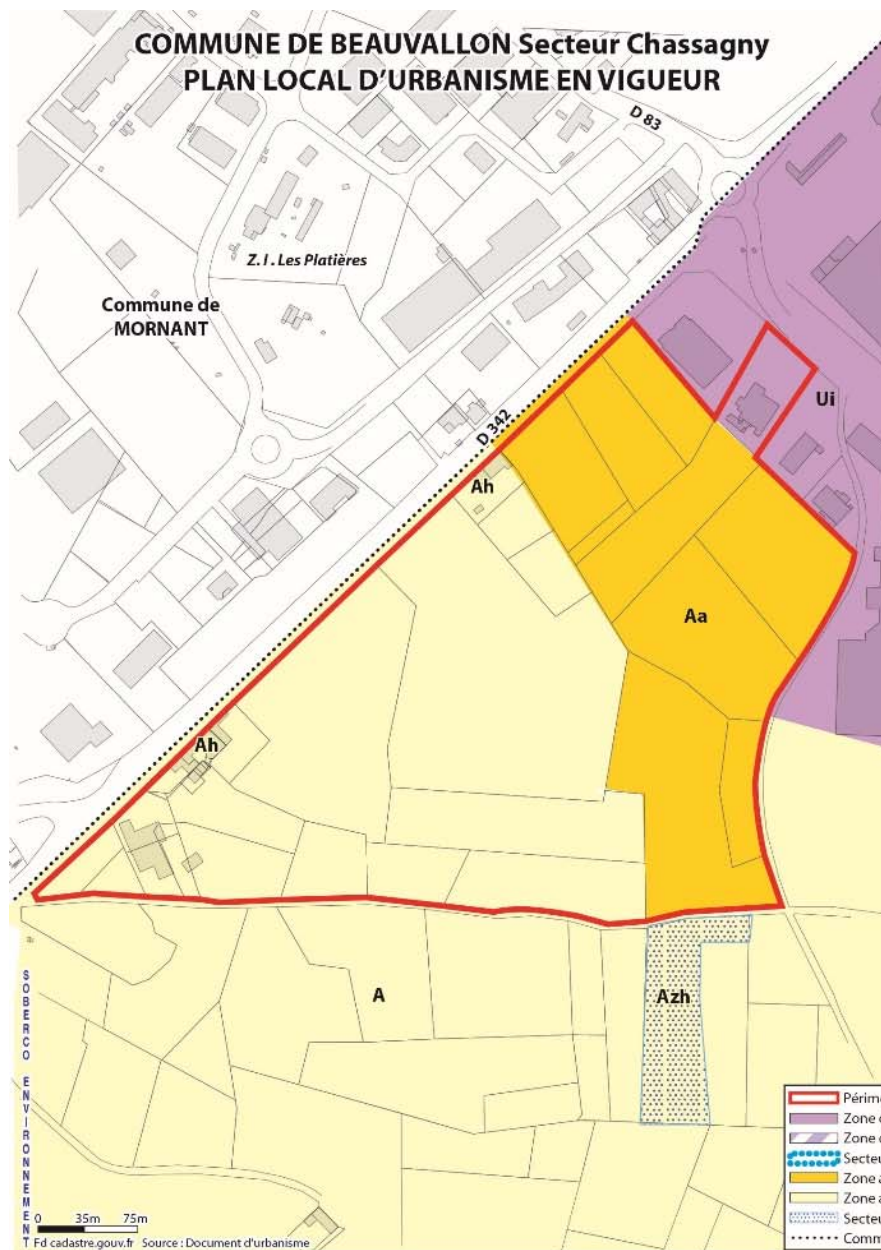 COMMUNE DE BEAUVALLON Secteur Chassagny
PLAN LOCAL D'URBANISME EN VIGUEUR
D 83
Z.I. Les Platières
Commune de
MORNANT
Ui
D 342
Ah
Aa
Ah
A
Azh
SOBERCO ENVIRONNEMENT
Périm
Zone
Zone
Secteu
Zone a
Zone a
Secteu
Comm
0 35m 75m
Fd cadastre.gouv.fr Source : Document d'urbanisme